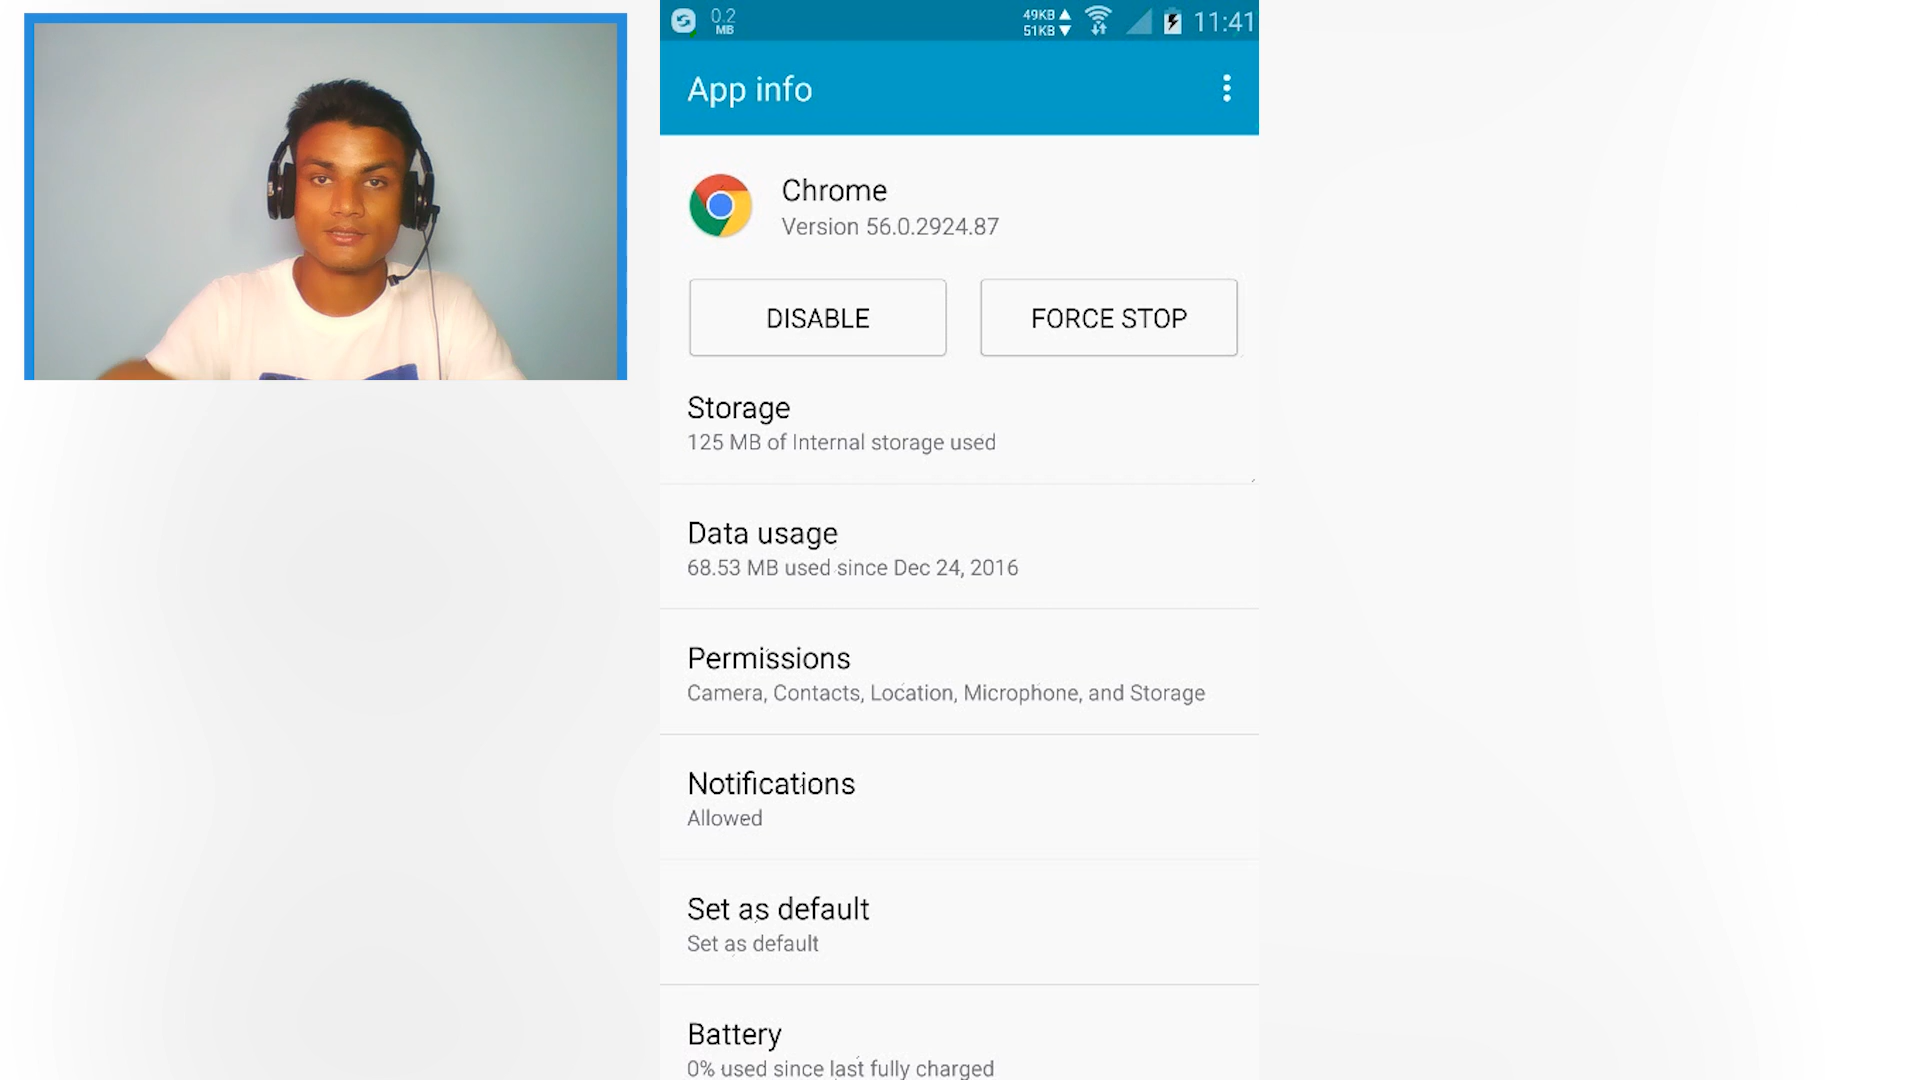 0.2
MB
49KB
51KB
11:41
App info
Chrome
Version 56.0.2924.87
DISABLE
FORCE STOP
Storage
125 MB of Internal storage used
Data usage
68.53 MB used since Dec 24, 2016
Permissions
Camera, Contacts, Location, Microphone, and Storage
Notifications
Allowed
Set as default
Set as default
Battery
0% used since last fully charged